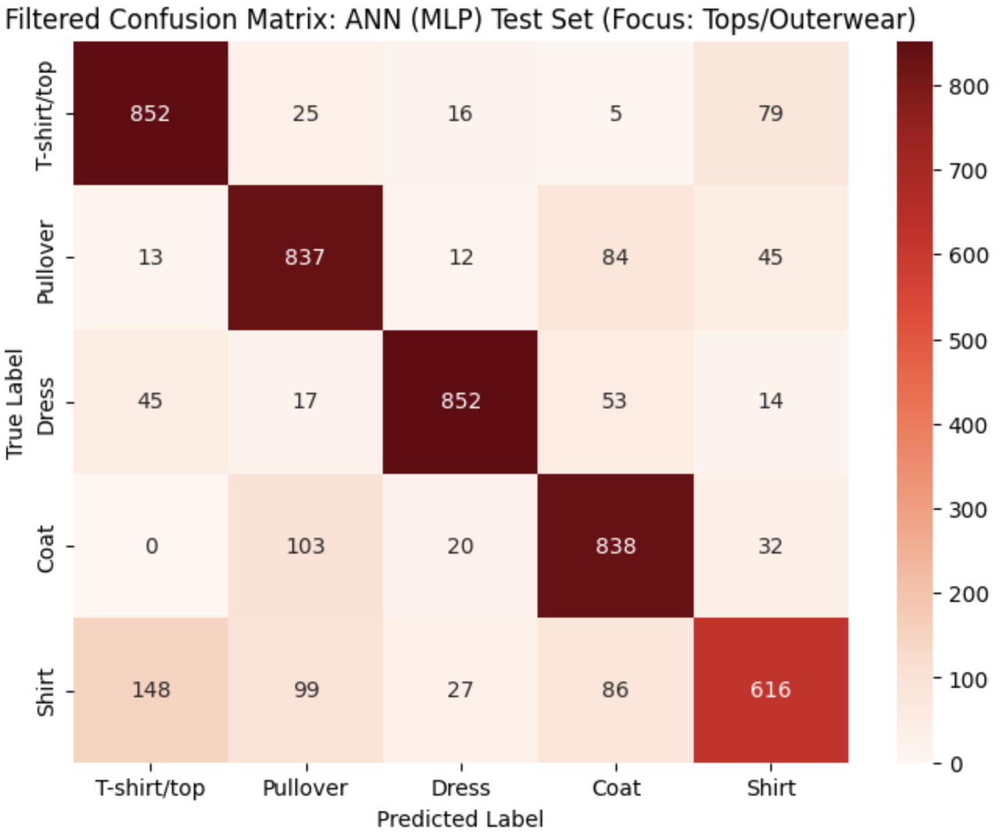 Filtered Confusion Matrix: ANN (MLP) Test Set (Focus: Tops/Outerwear)
True Label
T-shirt/top
852 25 16 5 79
Pullover
13 837 12 84 45
Dress
45 17 852 53 14
Coat
0 103 20 838 32
Shirt
148 99 27 86 616
T-shirt/top Pullover Dress Coat Shirt
Predicted Label
800
700
600
500
400
300
200
100
0